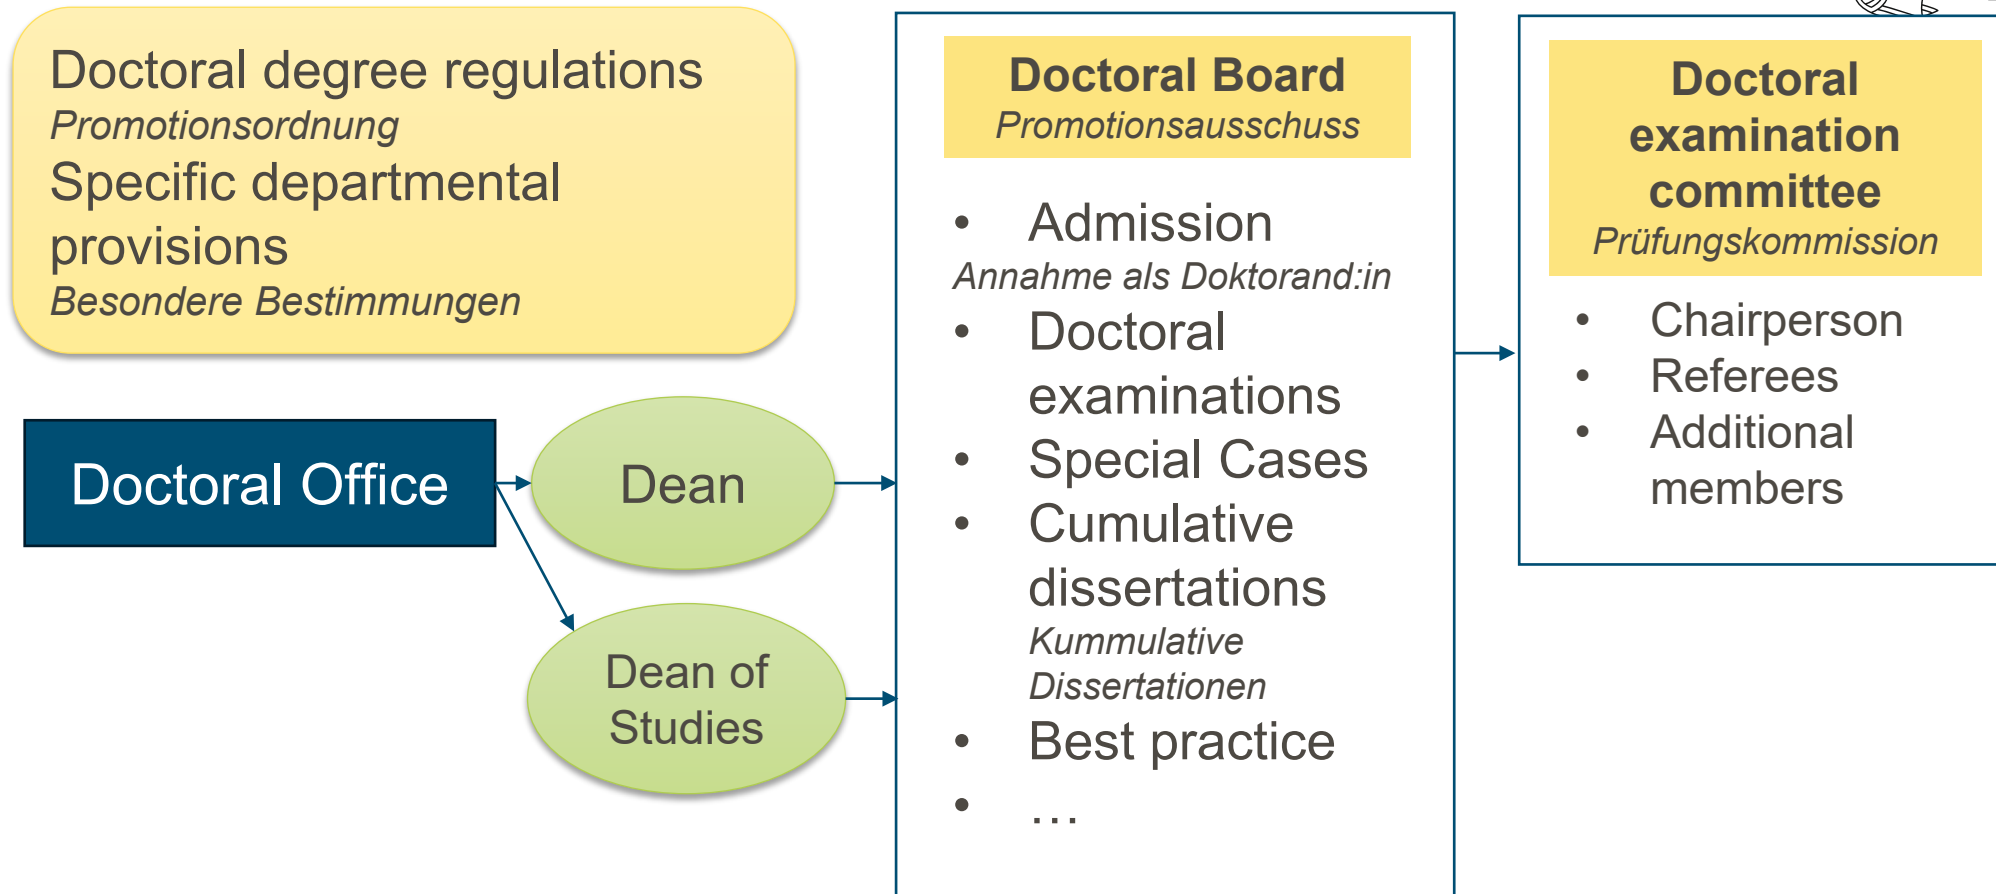 Doctoral degree regulations
Promotionsordnung
Specific departmental
provisions
Besondere Bestimmungen
Doctoral Office
Dean
Dean of
Studies
Doctoral Board
Promotionsausschuss
• Admission
Annahme als Doktorand:in
• Doctoral
examinations
• Special Cases
• Cumulative
dissertations
Kummulative
Dissertationen
• Best practice
• …
Doctoral
examination
committee
Prüfungskommission
• Chairperson
• Referees
• Additional
members